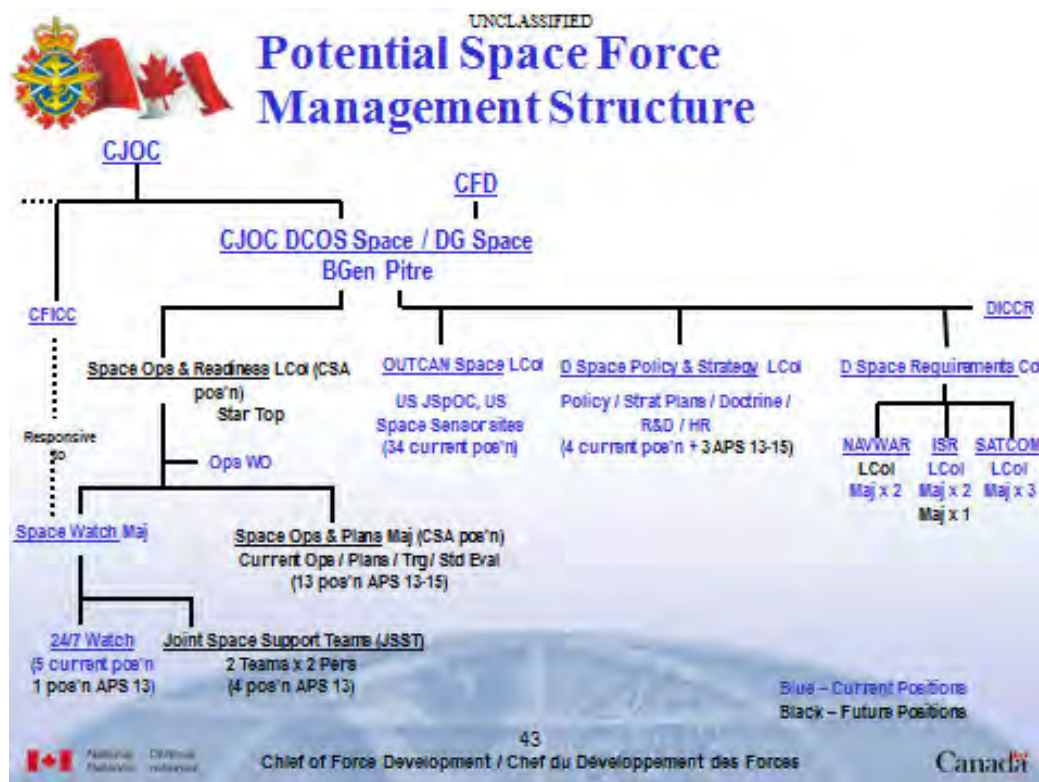 UNCLASSIFIED
Potential Space Force
Management Structure
CJOC
CFD
CJOC DCOS Space / DG Space
BGen Pitre
CFICC
DICCR
Space Ops & Readiness LCol (CSA
pos'n)
Star Top
OUTCAN Space LCol
US JSpOC, US
Space Sensor sites
(34 current pos'n)
D Space Policy & Strategy LCol
Policy / Strat Plans / Doctrine /
R&D / HR
(4 current pos'n + 3 APS 13-15)
D Space Requirements Col
NAVWAR
LCol
Maj x 2
ISR
LCol
Maj x 2
Maj x 1
SATCOM
LCol
Maj x 3
Responsive
to
Ops WO
Space Watch Maj
Space Ops & Plans Maj (CSA pos'n)
Current Ops / Plans / Trg / Std Eval
(13 pos'n APS 13-15)
24/7 Watch
(5 current pos'n
1 pos'n APS 13)
Joint Space Support Teams (JSST)
2 Teams x 2 Pers
(4 pos'n APS 13)
Blue – Current Positions
Black – Future Positions
43
National Défense
Defence nationale
Chief of Force Development / Chef du Développement des Forces
Canada